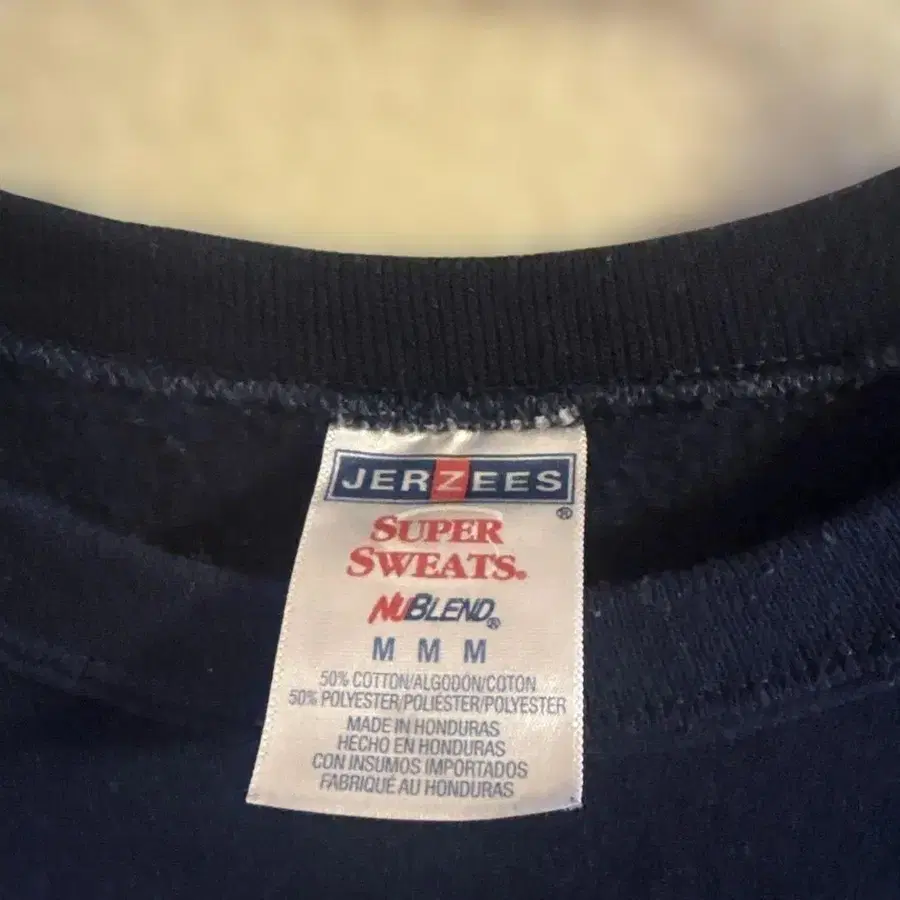 JERZEES®
SUPER
SWEATS®
NUBLEND®
M M M
50% COTTON/ALGODON/COTON
50% POLYESTER/POLIÉSTER/POLYESTER
MADE IN HONDURAS
HECHO EN HONDURAS
CON INSUMOS IMPORTADOS
FABRIQUÉ AU HONDURAS